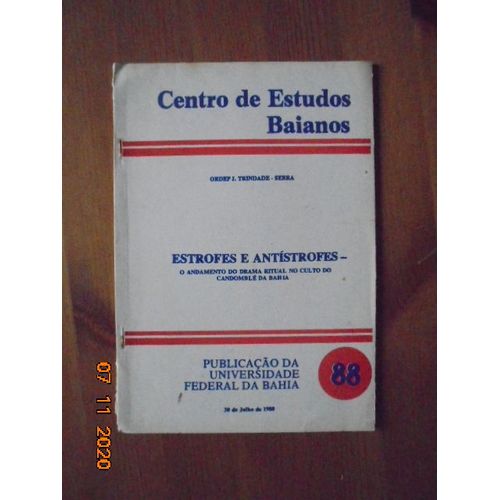 Centro de Estudos
Baianos
ORDEP J. TRINDADE - SERRA
ESTROFES E ANTÍSTROFES –
O ANDAMENTO DO DRAMA RITUAL NO CULTO DO
CANDOMBLÉ DA BAHIA
PUBLICAÇÃO DA
UNIVERSIDADE
FEDERAL DA BAHIA
88
30 de Julho de 1980
07 11 2020